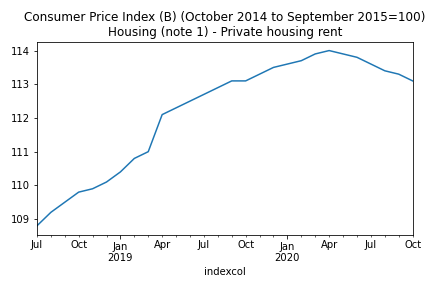 Consumer Price Index (B) (October 2014 to September 2015=100)
Housing (note 1) - Private housing rent
114
113
112
111
110
109
Jul Oct Jan Apr Jul Oct Jan Apr Jul Oct
2019 2020
indexcol